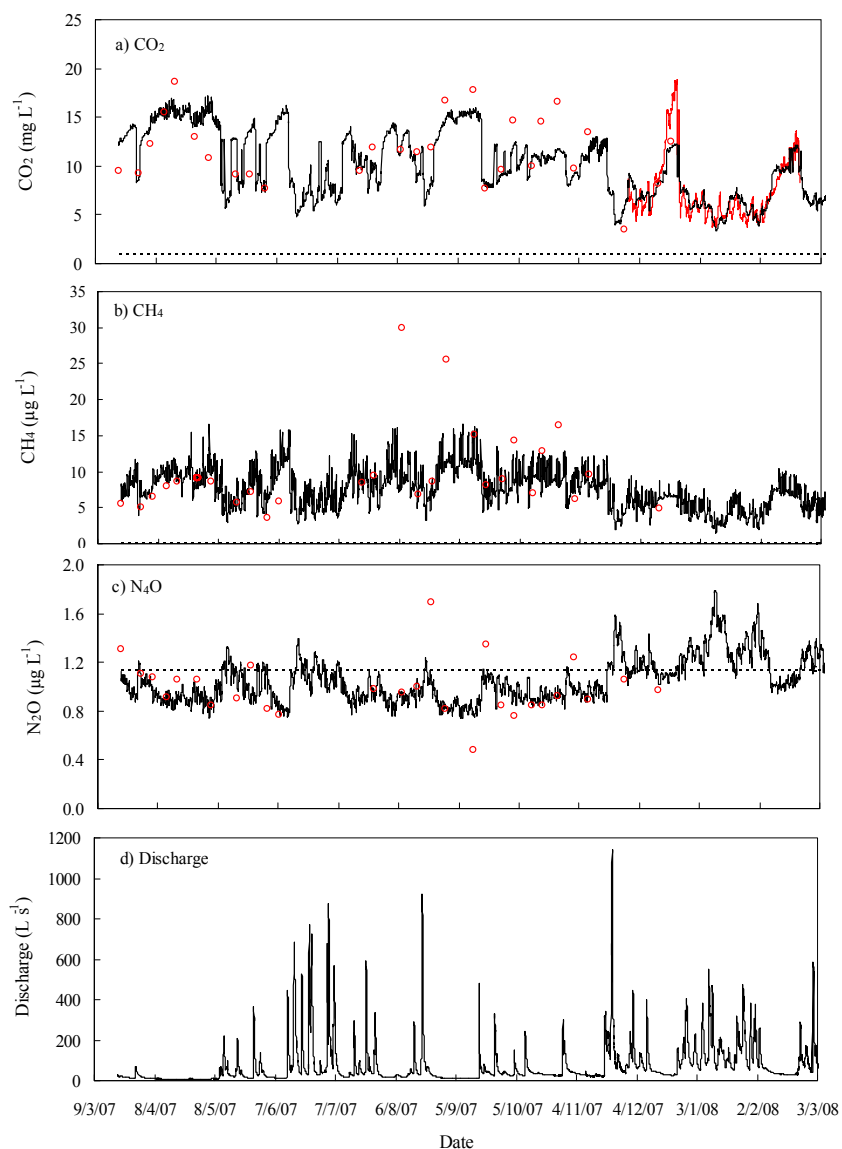 25
20
15
10
5
0
CO₂ (mg L⁻¹)
a) CO₂
35
30
25
20
15
10
5
0
CH₄ (µg L⁻¹)
b) CH₄
2.0
1.6
1.2
0.8
0.4
0.0
N₂O (µg L⁻¹)
c) N₄O
1200
1000
800
600
400
200
0
Discharge (L s⁻¹)
d) Discharge
9/3/07 8/4/07 8/5/07 7/6/07 7/7/07 6/8/07 5/9/07 5/10/07 4/11/07 4/12/07 3/1/08 2/2/08 3/3/08
Date